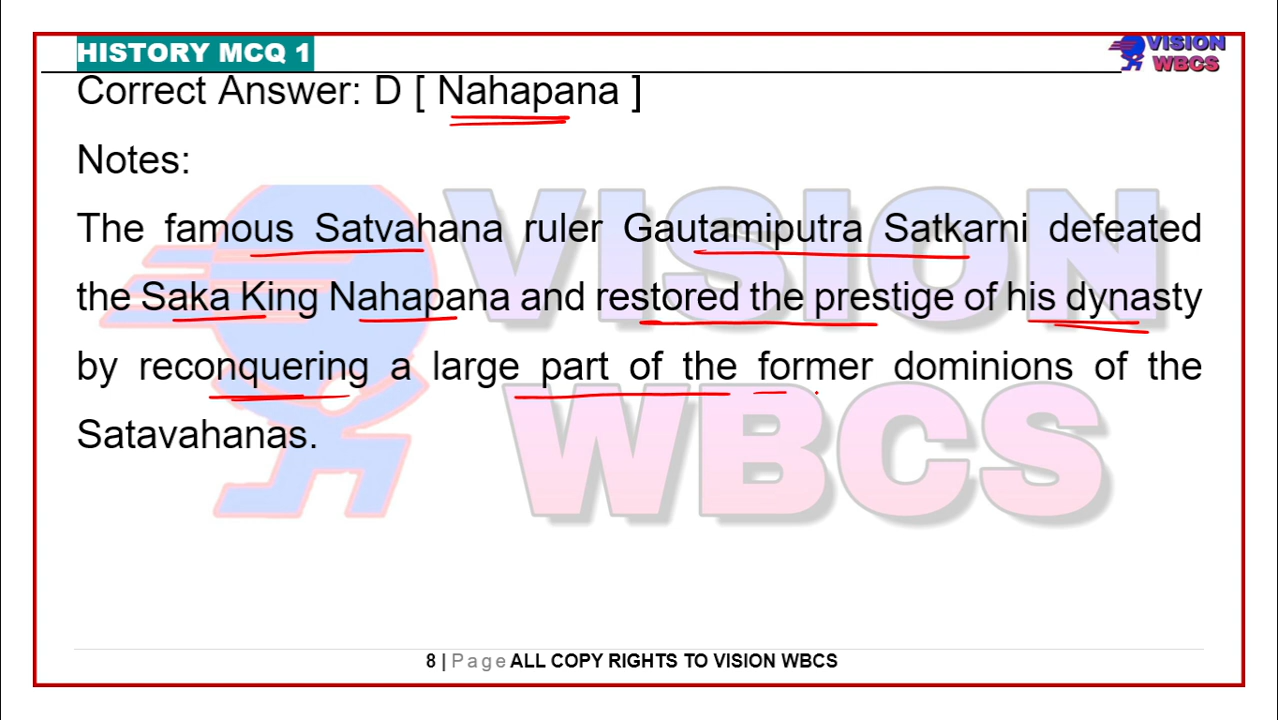 HISTORY MCQ 1
VISION
WBCS
Correct Answer: D [ Nahapana ]
Notes:
The famous Satvahana ruler Gautamiputra Satkarni defeated
the Saka King Nahapana and restored the prestige of his dynasty
by reconquering a large part of the former dominions of the
Satavahanas.
VISION
WBCS
8 | Page ALL COPY RIGHTS TO VISION WBCS